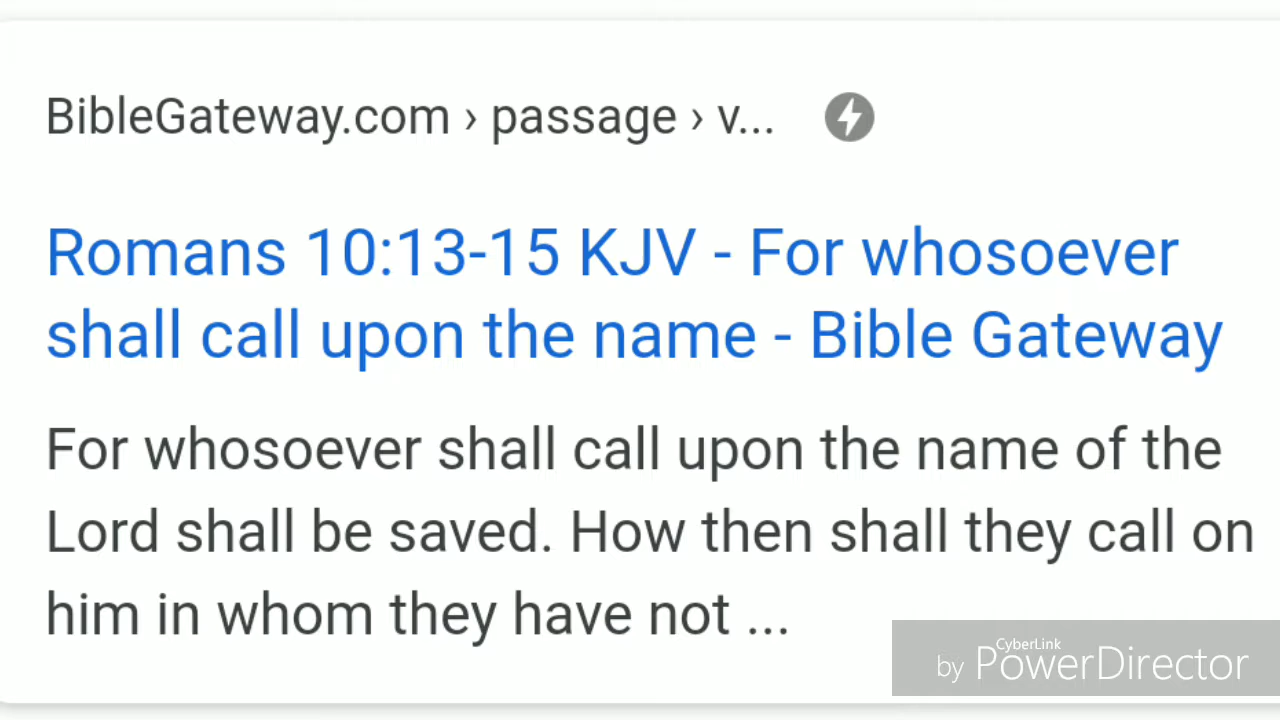 BibleGateway.com › passage › v...
Romans 10:13-15 KJV - For whosoever
shall call upon the name - Bible Gateway
For whosoever shall call upon the name of the
Lord shall be saved. How then shall they call on
him in whom they have not ...
CyberLink
by PowerDirector